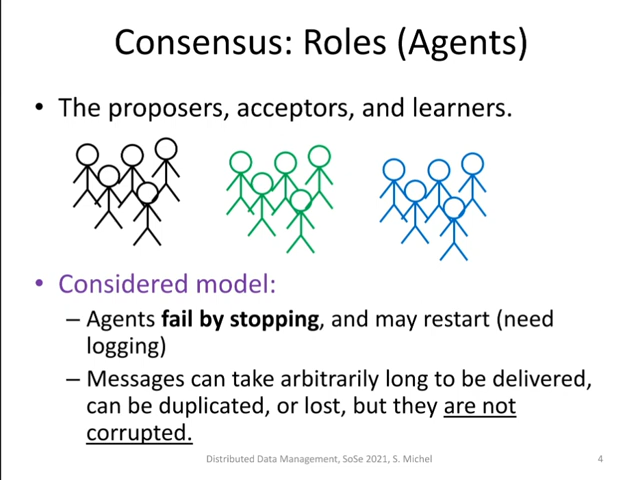 Consensus: Roles (Agents)
• The proposers, acceptors, and learners.
• Considered model:
– Agents fail by stopping, and may restart (need
logging)
– Messages can take arbitrarily long to be delivered,
can be duplicated, or lost, but they are not
corrupted.
Distributed Data Management, SoSe 2021, S. Michel
4